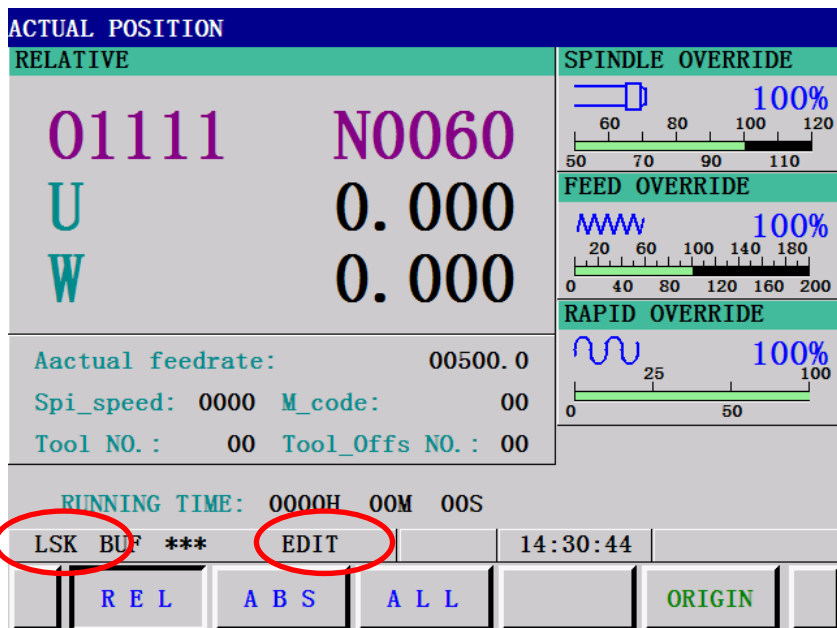 ACTUAL POSITION
RELATIVE
O1111 N0060
U 0.000
W 0.000
Aactual feedrate: 00500.0
Spi_speed: 0000 M_code: 00
Tool NO.: 00 Tool_Offs NO.: 00
RUNNING TIME: 0000H 00M 00S
SPINDLE OVERRIDE
100%
60 80 100 120
50 70 90 110
FEED OVERRIDE
100%
20 60 100 140 180
0 40 80 120 160 200
RAPID OVERRIDE
100%
25 100
0 50
LSK BUF *** EDIT 14:30:44
R E L A B S A L L ORIGIN